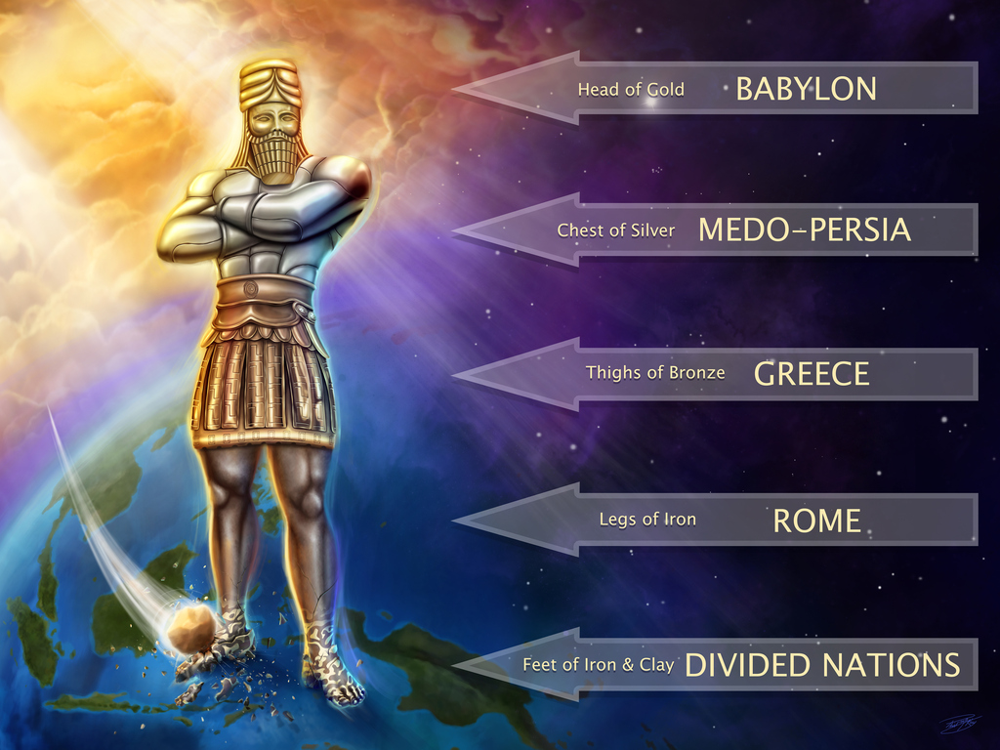 Head of Gold BABYLON
Chest of Silver MEDO-PERSIA
Thighs of Bronze GREECE
Legs of Iron ROME
Feet of Iron & Clay DIVIDED NATIONS